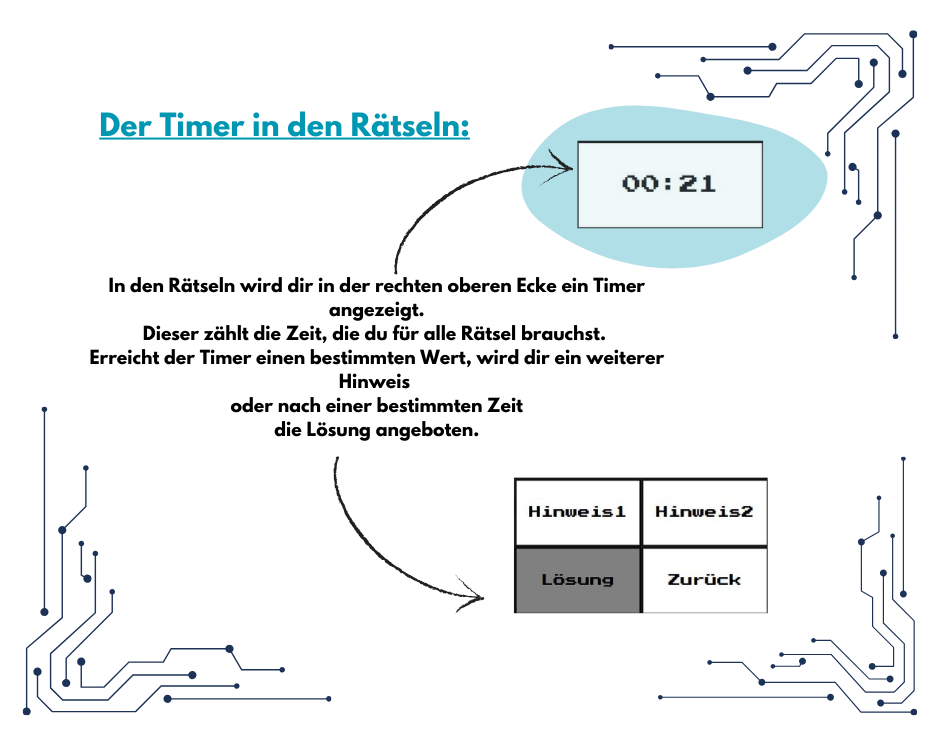 Der Timer in den Rätseln:
00:21
In den Rätseln wird dir in der rechten oberen Ecke ein Timer
angezeigt.
Dieser zählt die Zeit, die du für alle Rätsel brauchst.
Erreicht der Timer einen bestimmten Wert, wird dir ein weiterer
Hinweis
oder nach einer bestimmten Zeit
die Lösung angeboten.
Hinweis1 Hinweis2
Lösung Zurück